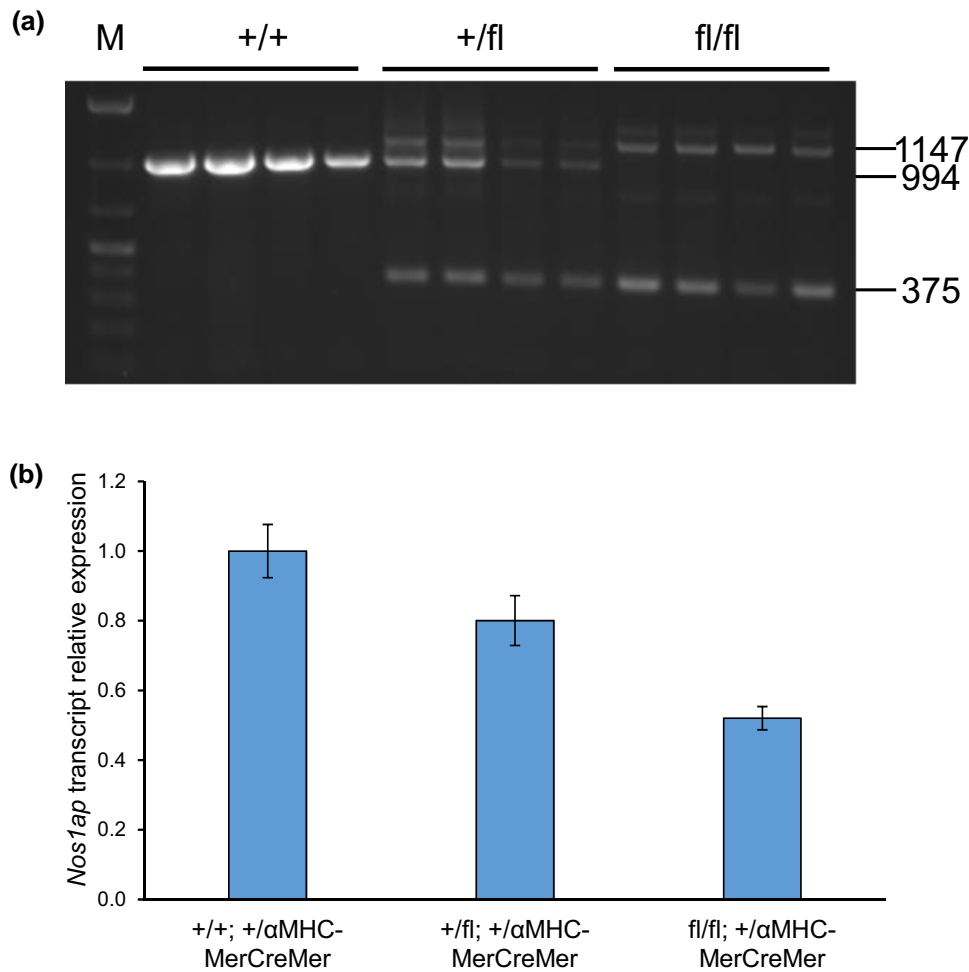 (a)
M
+/+
+/fl
fl/fl
1147
994
375
(b)
Nos1ap transcript relative expression
1.2
1.0
0.8
0.6
0.4
0.2
0.0
+/+; +/αMHC-
MerCreMer
+/fl; +/αMHC-
MerCreMer
fl/fl; +/αMHC-
MerCreMer